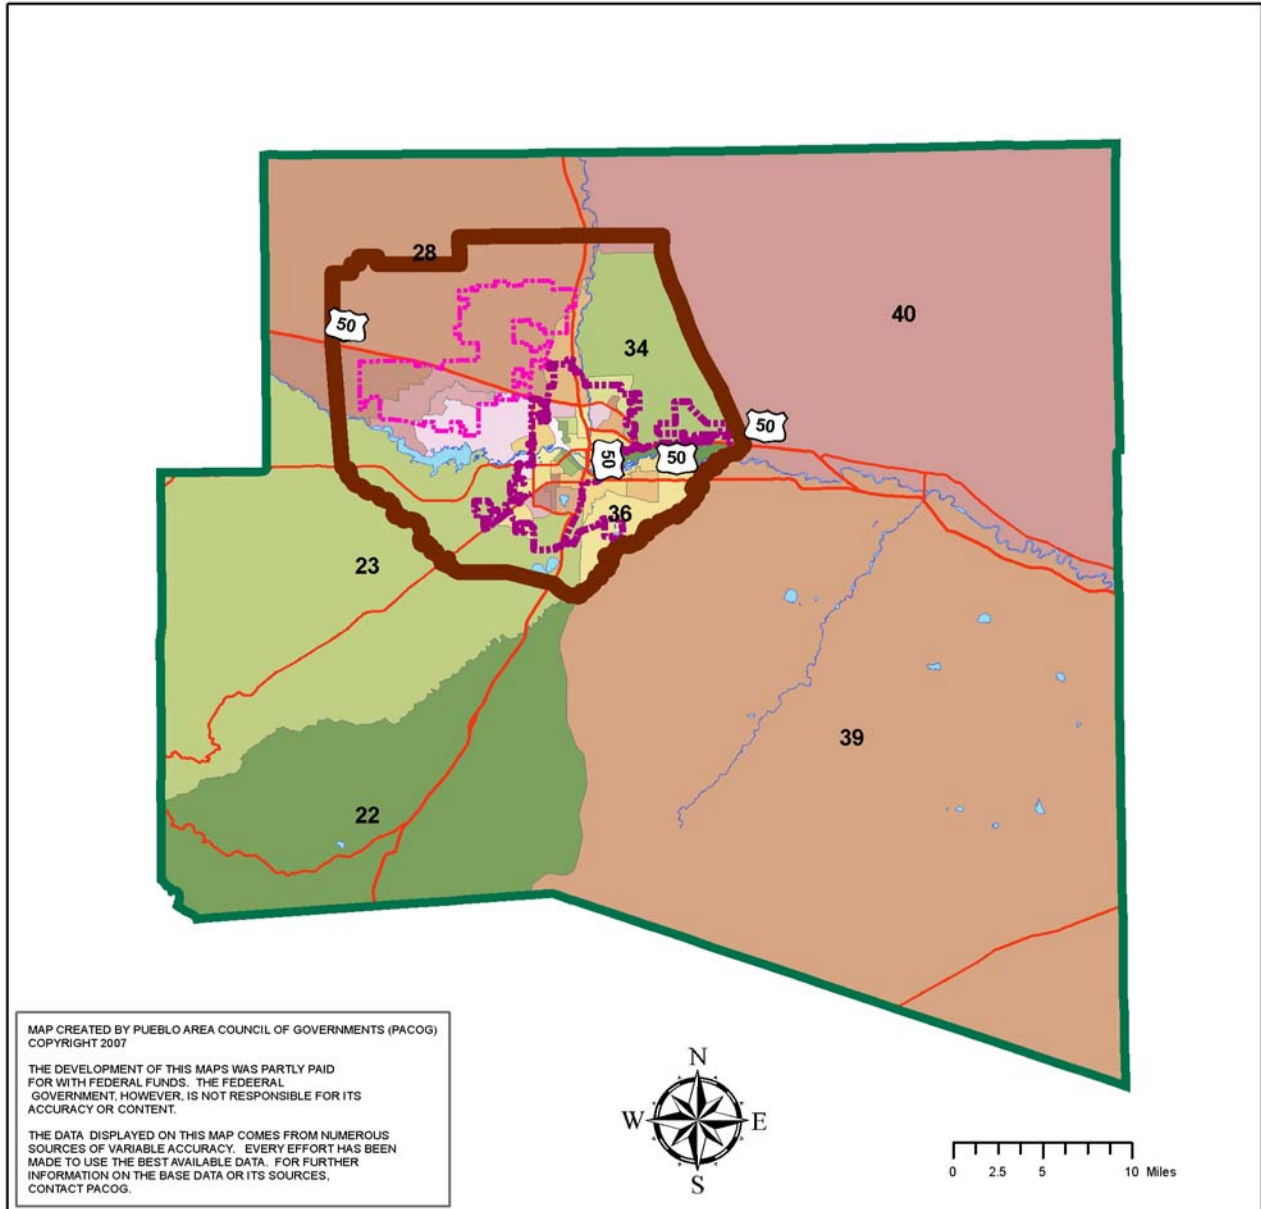 28
50
40
34
50
50
50
36
23
39
22
MAP CREATED BY PUEBLO AREA COUNCIL OF GOVERNMENTS (PACOG)
COPYRIGHT 2007
THE DEVELOPMENT OF THIS MAPS WAS PARTLY PAID
FOR WITH FEDERAL FUNDS. THE FEDEERAL
GOVERNMENT, HOWEVER, IS NOT RESPONSIBLE FOR ITS
ACCURACY OR CONTENT.
THE DATA DISPLAYED ON THIS MAP COMES FROM NUMEROUS
SOURCES OF VARIABLE ACCURACY. EVERY EFFORT HAS BEEN
MADE TO USE THE BEST AVAILABLE DATA. FOR FURTHER
INFORMATION ON THE BASE DATA OR ITS SOURCES,
CONTACT PACOG.
N
W E
S
0 2.5 5 10 Miles